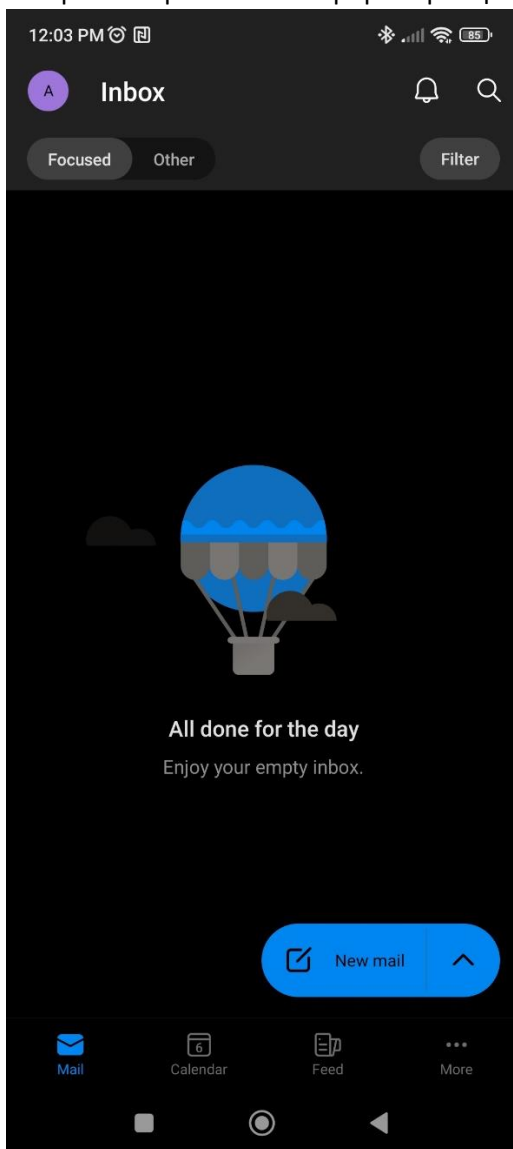 12:03 PM 85
A Inbox
Focused Other Filter
All done for the day
Enjoy your empty inbox.
New mail
6
Mail Calendar Feed More